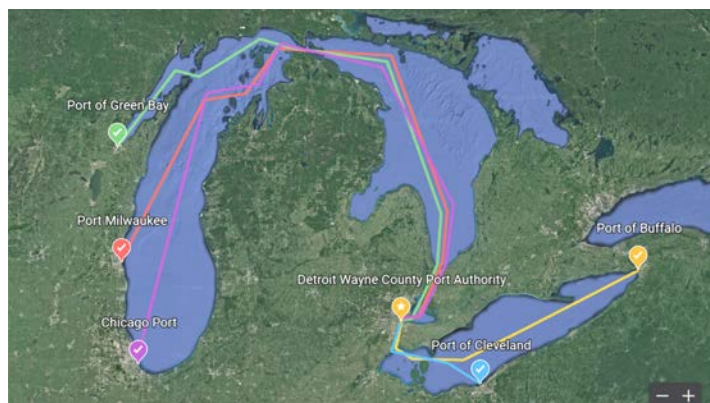 Port of Green Bay
Port Milwaukee
Port of Buffalo
Detroit Wayne County Port Authority
Chicago Port
Port of Cleveland